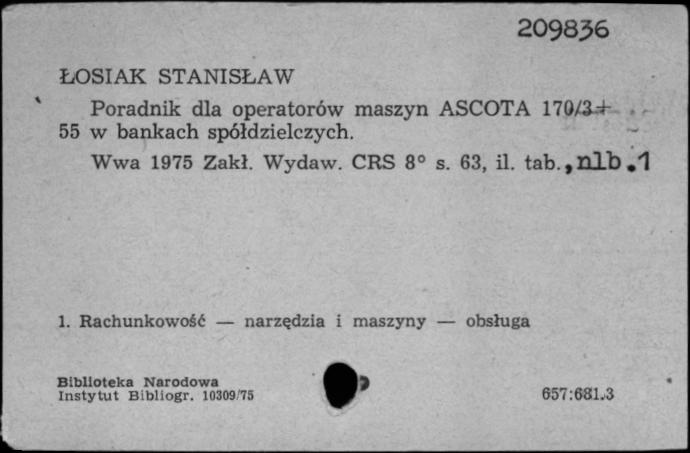 209836
ŁOSIAK STANISŁAW
Poradnik dla operatorów maszyn ASCOTA 170/3+
55 w bankach spółdzielczych.
Wwa 1975 Zakł. Wydaw. CRS 8° s. 63, il. tab., nlb. 1
1. Rachunkowość — narzędzia i maszyny — obsługa
Biblioteka Narodowa
Instytut Bibliogr. 10309/75
657:681.3